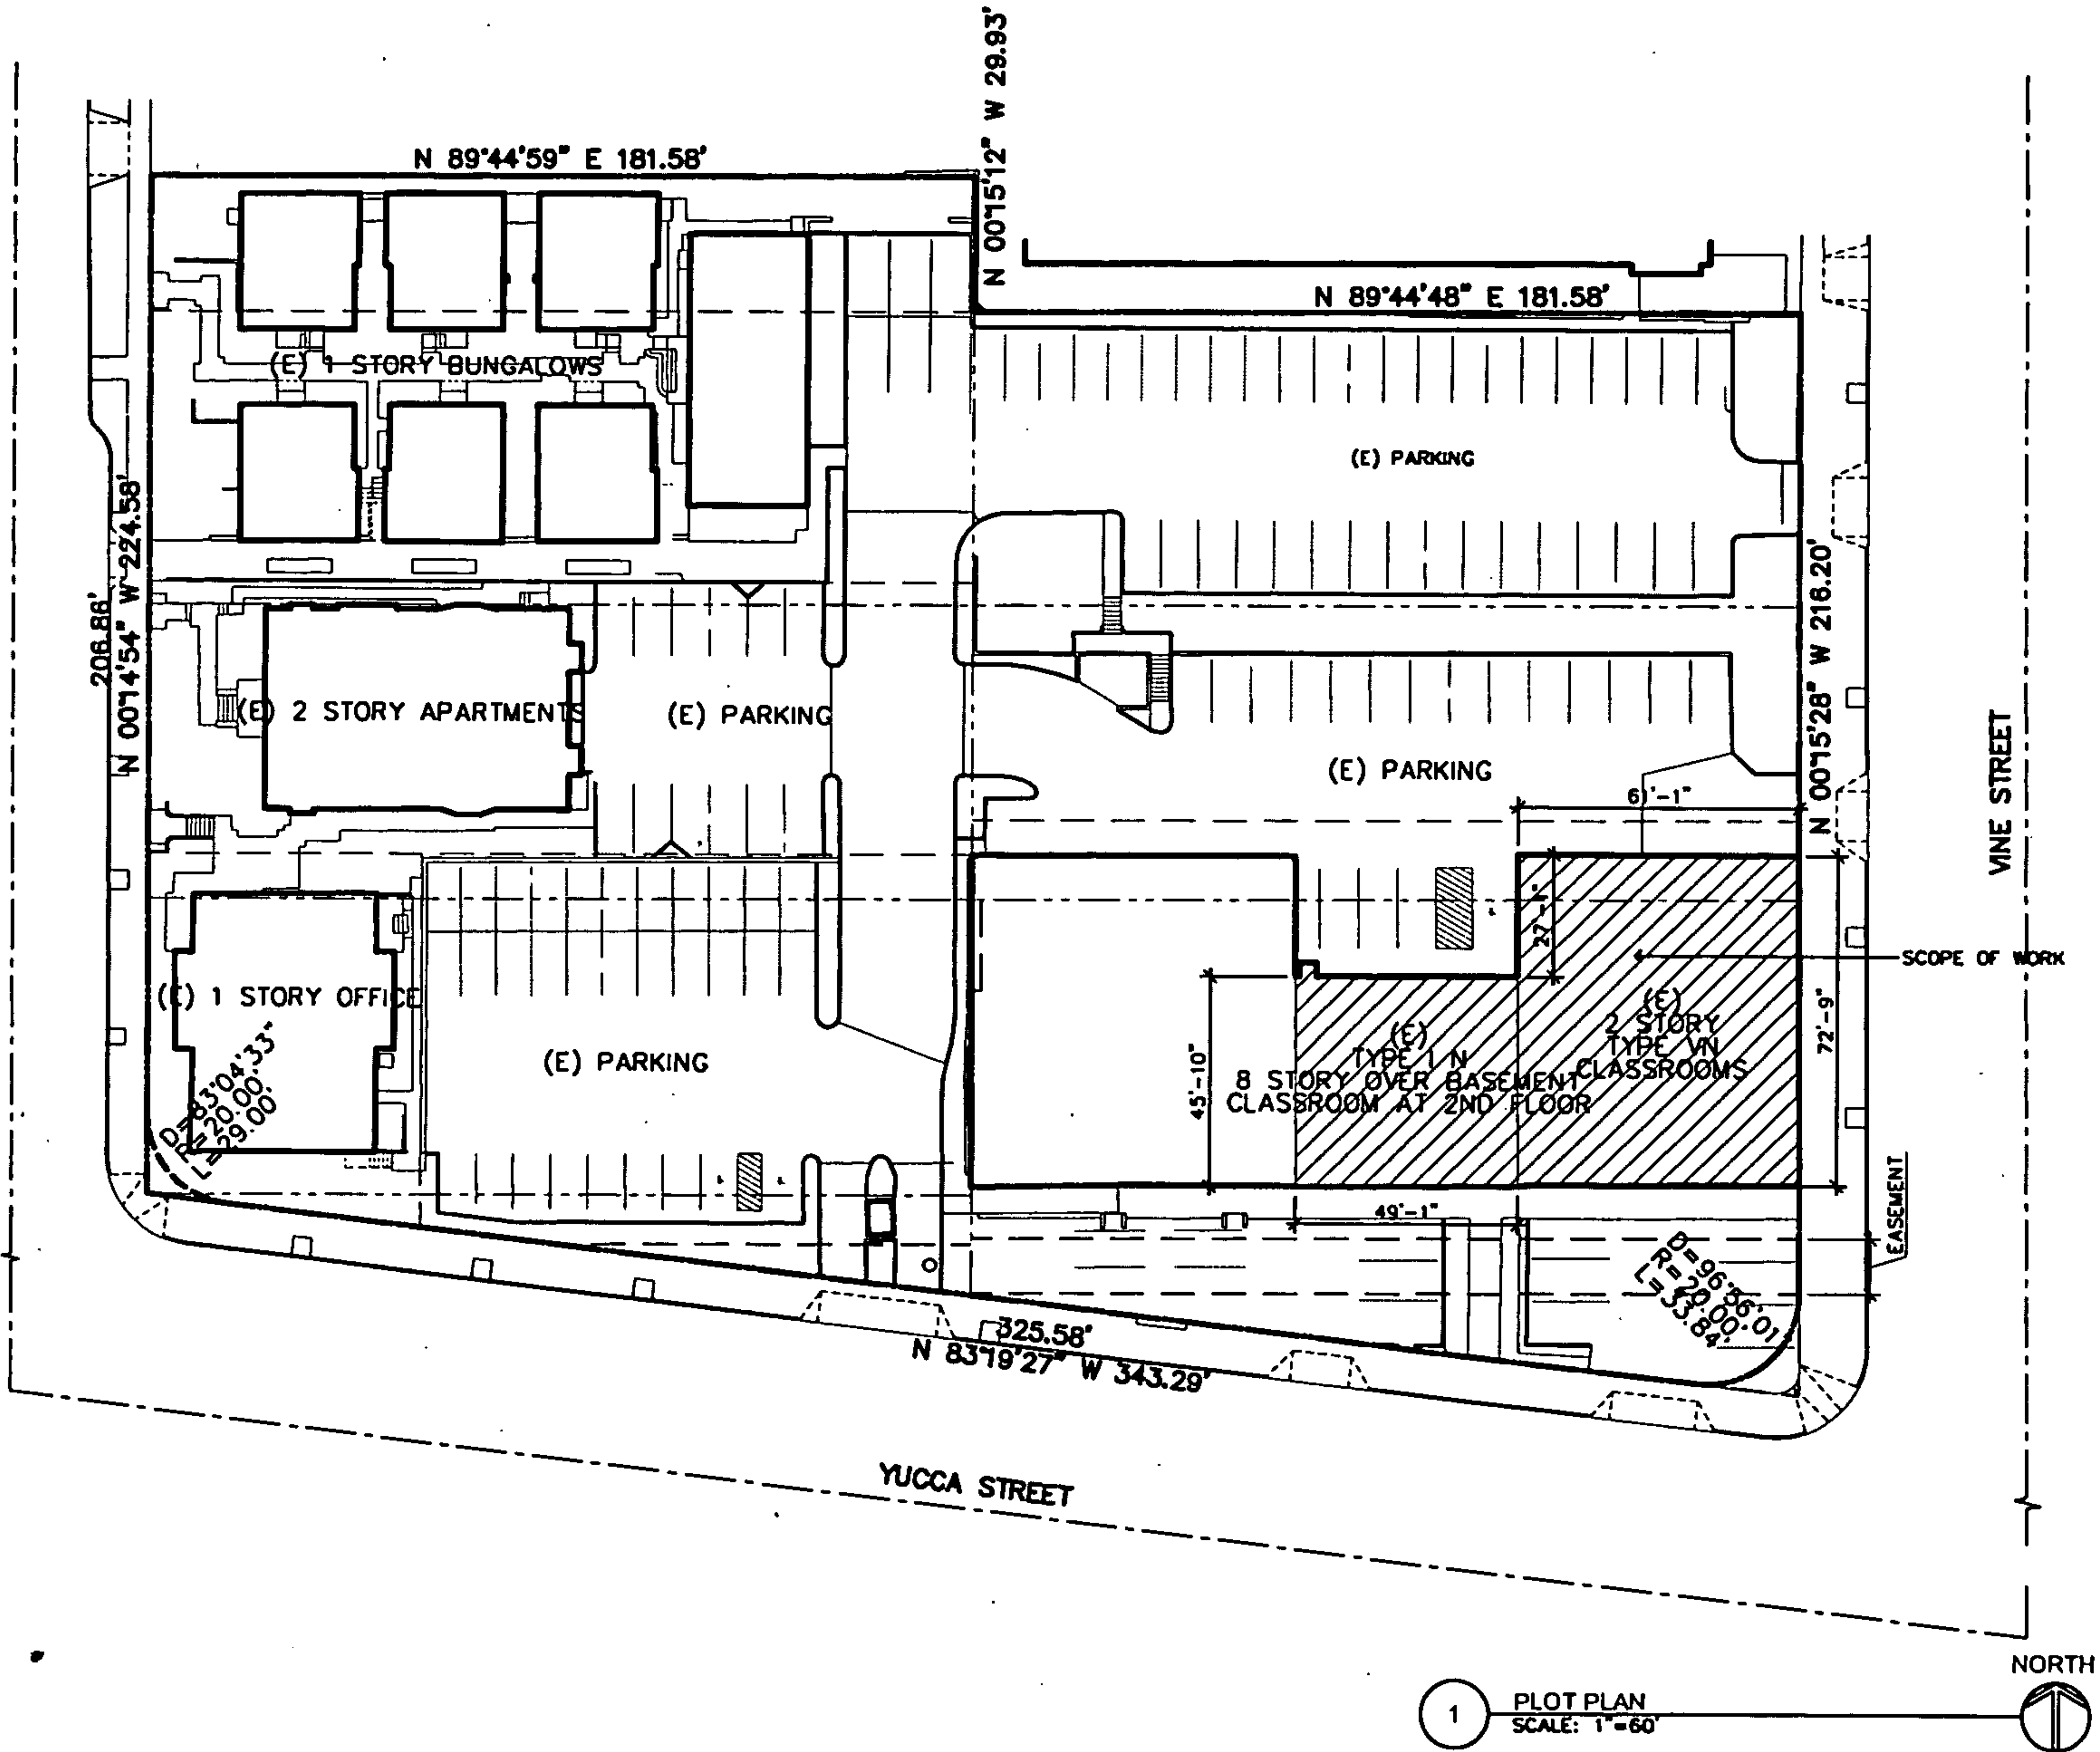 N 00°15'12" W 29.93'
N 89°44'59" E 181.58'
N 89°44'48" E 181.58'
(E) 1 STORY BUNGALOWS
(E) PARKING
206.86'
N 00°14'54" W 224.58'
N 00°15'28" W 216.20'
(E) 2 STORY APARTMENTS
(E) PARKING
(E) PARKING
61'-1"
VINE STREET
27'-1"
SCOPE OF WORK
(E) 1 STORY OFFICE
(E)
2 STORY
TYPE VN
CLASSROOMS
(E)
TYPE I N
8 STORY OVER BASEMENT
CLASSROOM AT 2ND FLOOR
72'-9"
45'-10"
(E) PARKING
D=83°04'33"
R=20.00'
L=29.00'
49'-1"
EASEMENT
D=96°56'01"
R=20.00'
L=33.84'
325.58'
N 83°19'27" W 343.29'
YUCCA STREET
NORTH
1
PLOT PLAN
SCALE: 1"=60'